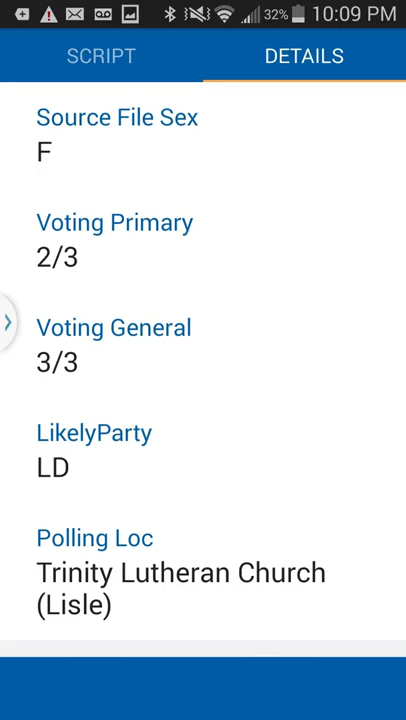 32% 10:09 PM
SCRIPT DETAILS
Source File Sex
F
Voting Primary
2/3
Voting General
3/3
LikelyParty
LD
Polling Loc
Trinity Lutheran Church
(Lisle)